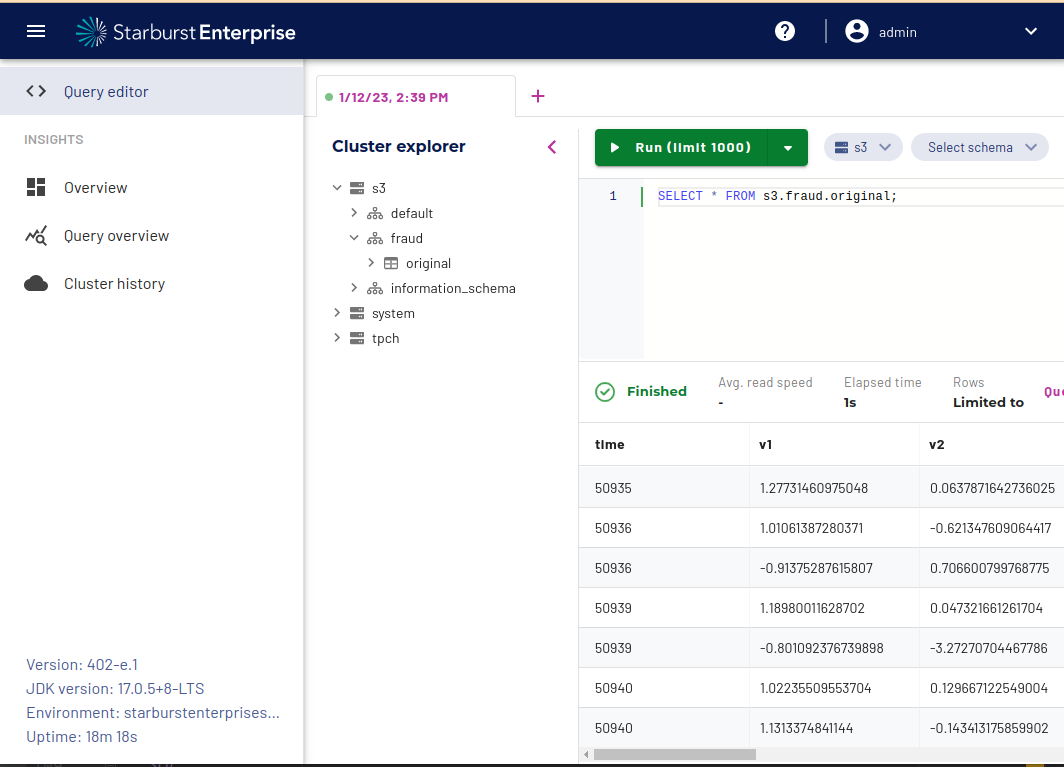 Starburst Enterprise
admin
Query editor
INSIGHTS
Overview
Query overview
Cluster history
Version: 402-e.1
JDK version: 17.0.5+8-LTS
Environment: starburstenterprises...
Uptime: 18m 18s
1/12/23, 2:39 PM
Cluster explorer
s3
default
fraud
original
information_schema
system
tpch
Run (limit 1000)
s3
Select schema
1 SELECT * FROM s3.fraud.original;
Finished
Avg. read speed
-
Elapsed time
1s
Rows
Limited to
Que
time v1 v2
50935 1.27731460975048 0.0637871642736025
50936 1.01061387280371 -0.621347609064417
50936 -0.91375287615807 0.706600799768775
50939 1.18980011628702 0.047321661261704
50939 -0.801092376739898 -3.27270704467786
50940 1.02235509553704 0.129667122549004
50940 1.1313374841144 -0.143413175859902